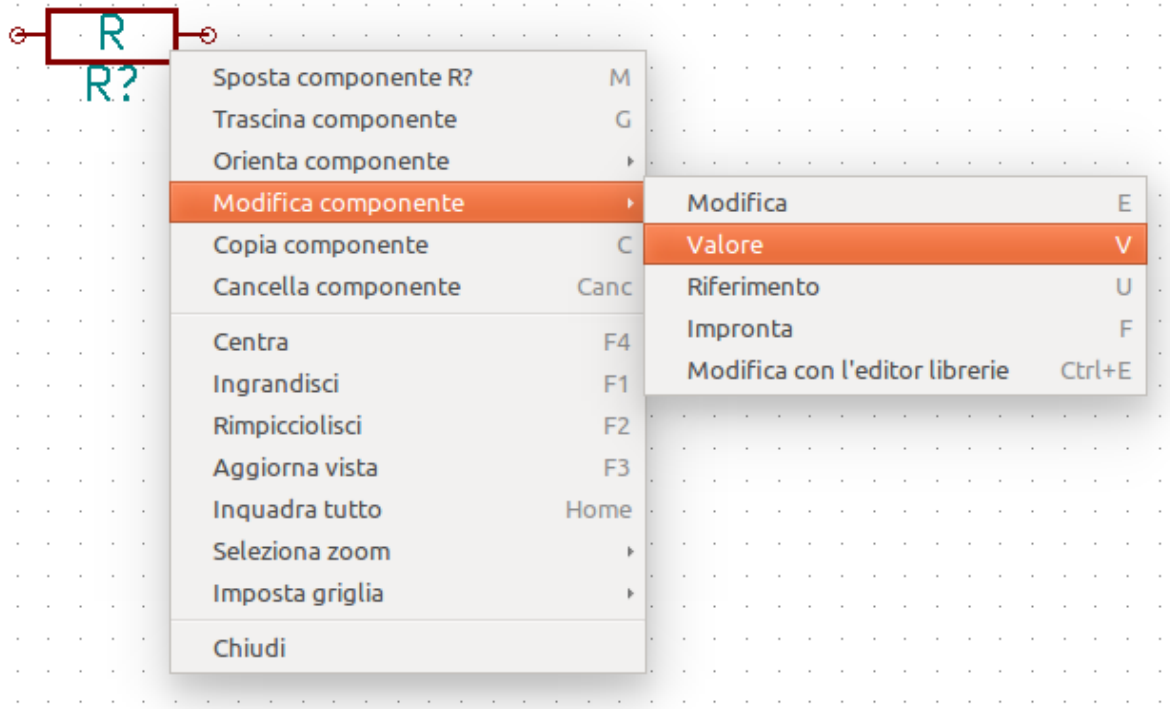 R
R?
Sposta componente R? M
Trascina componente G
Orienta componente
Modifica componente
Copia componente C
Cancella componente Canc
Centra F4
Ingrandisci F1
Rimpicciolisci F2
Aggiorna vista F3
Inquadra tutto Home
Seleziona zoom
Imposta griglia
Chiudi
Modifica E
Valore V
Riferimento U
Impronta F
Modifica con l'editor librerie Ctrl+E